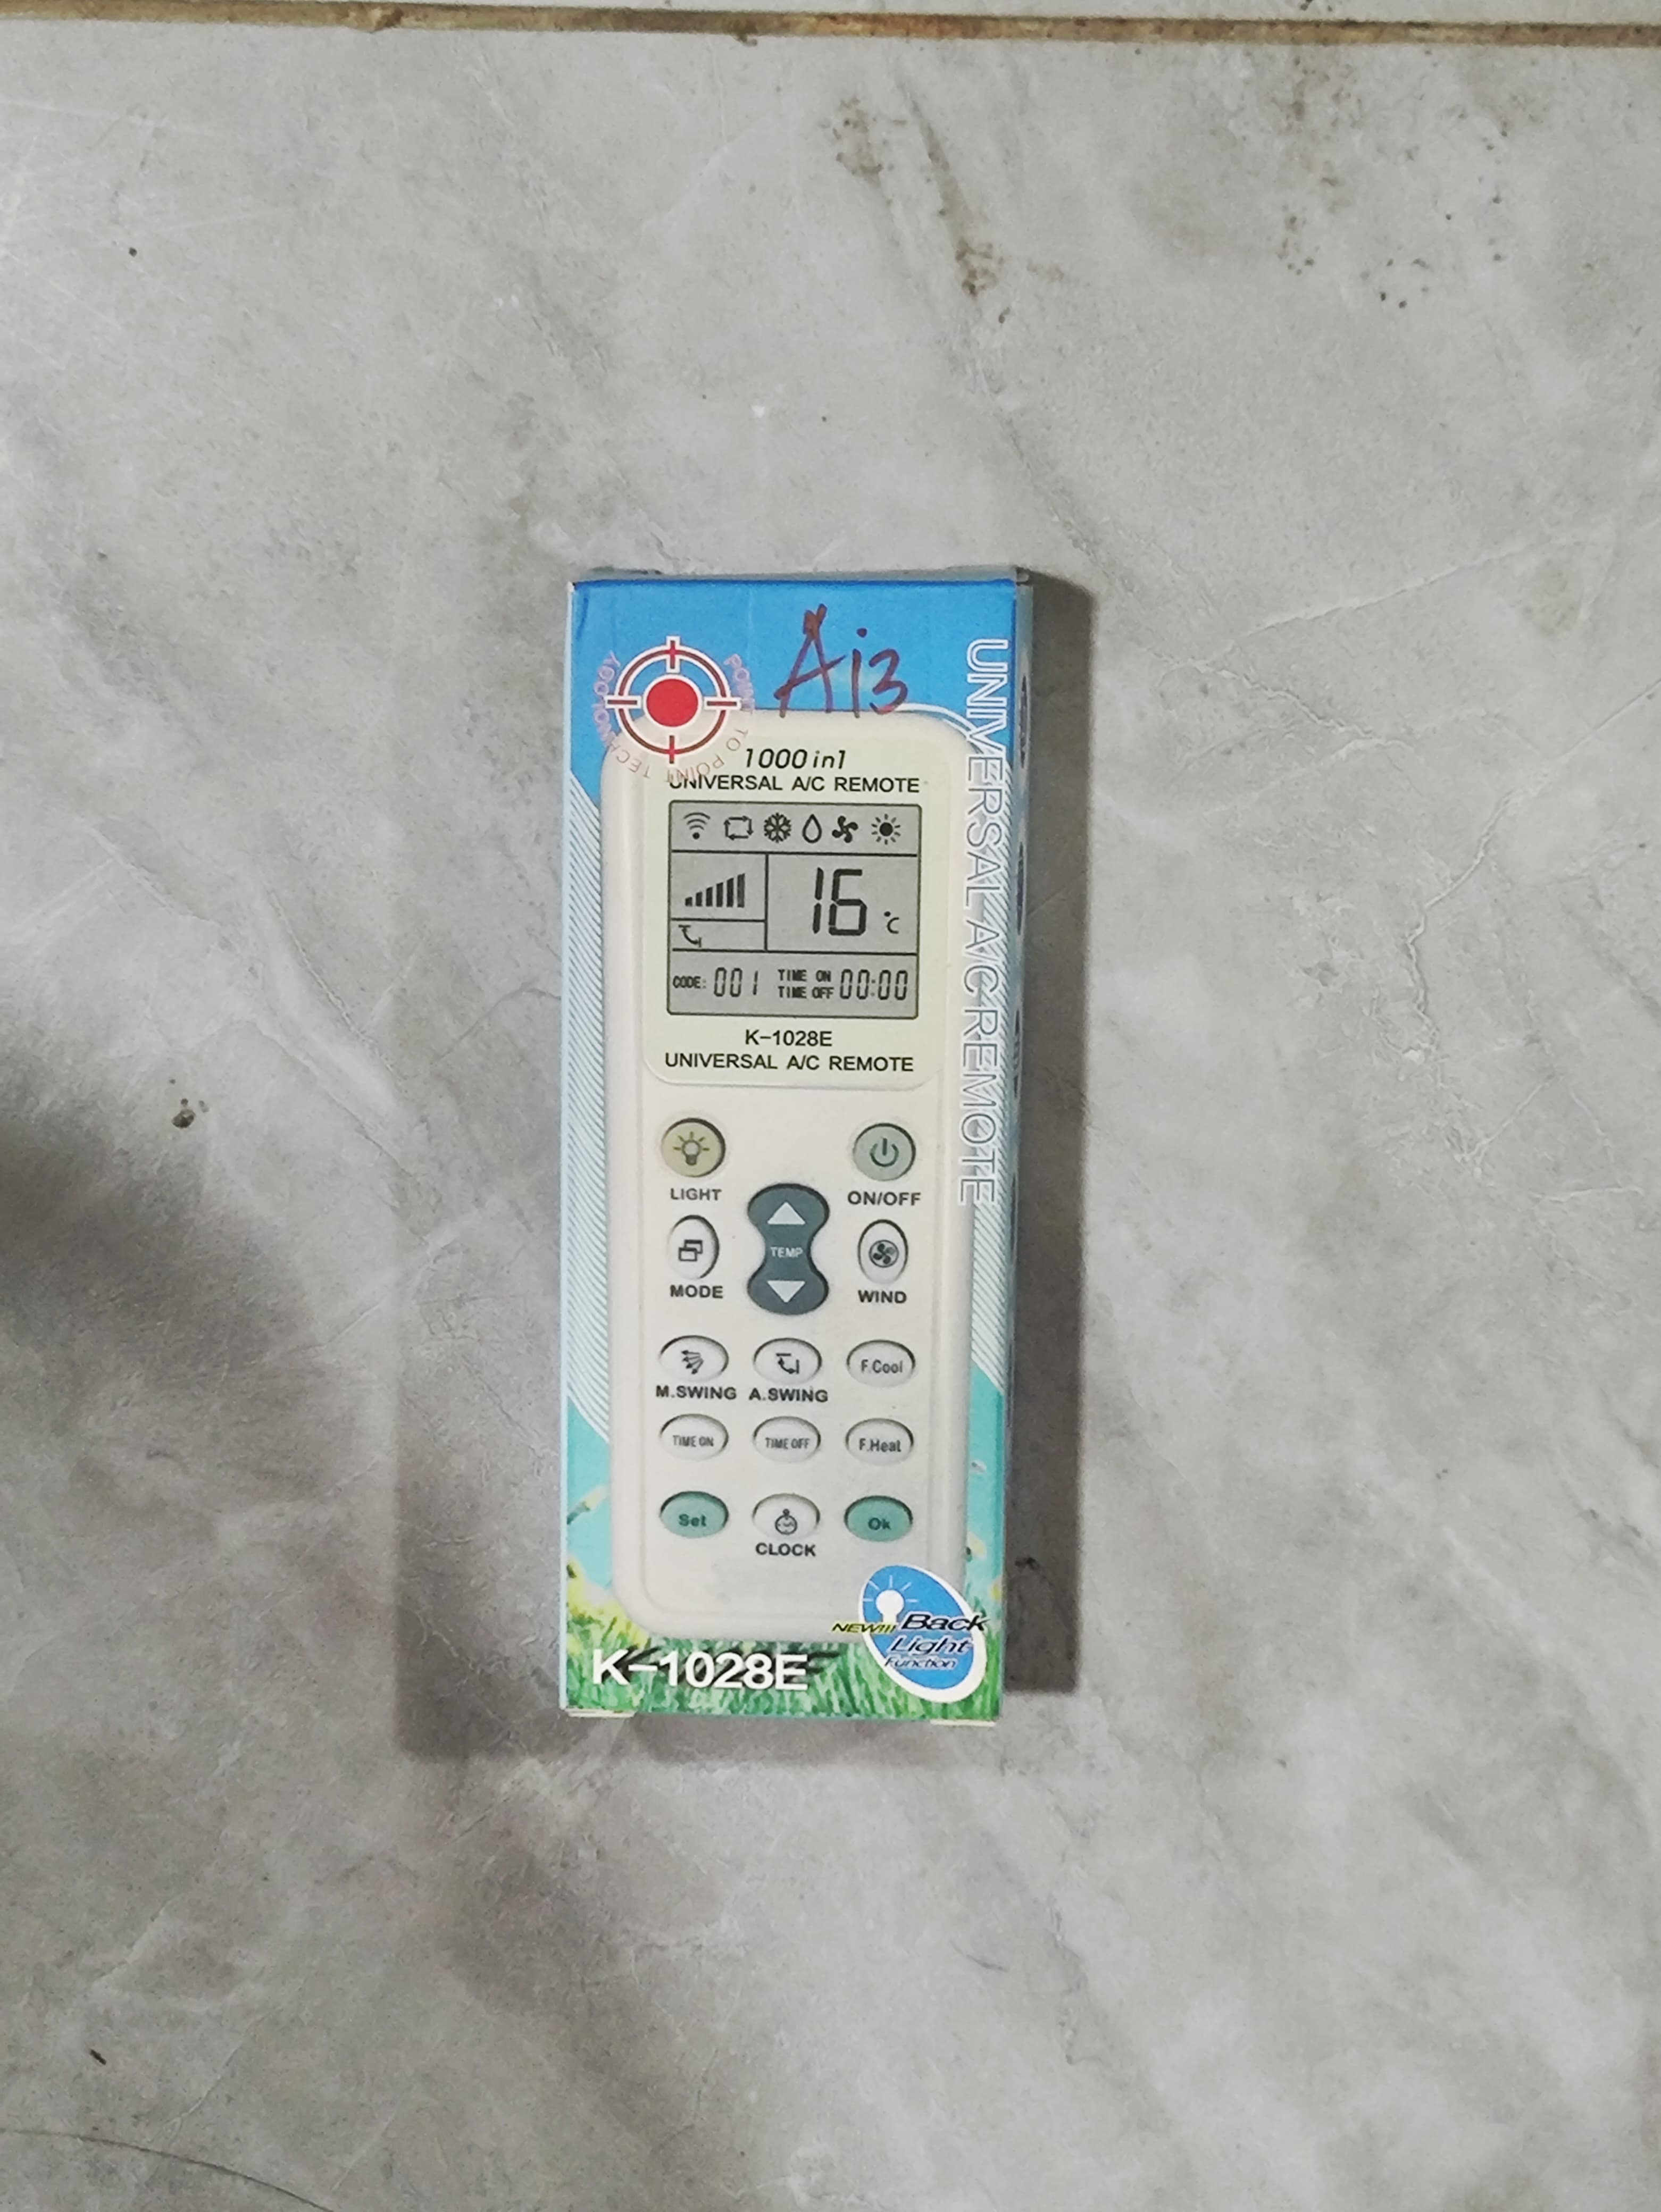 Ai3
POINT TO POINT TECHNOLOGY
1000in1
UNIVERSAL A/C REMOTE
16 °C
CODE: 001 TIME ON TIME OFF 00:00
K-1028E
UNIVERSAL A/C REMOTE
UNIVERSAL A/C REMOTE
LIGHT
ON/OFF
TEMP
MODE
WIND
F.Cool
M.SWING A.SWING
TIME ON TIME OFF F.Heat
Set Ok
CLOCK
NEW!!! Back
Light
Function
K-1028E